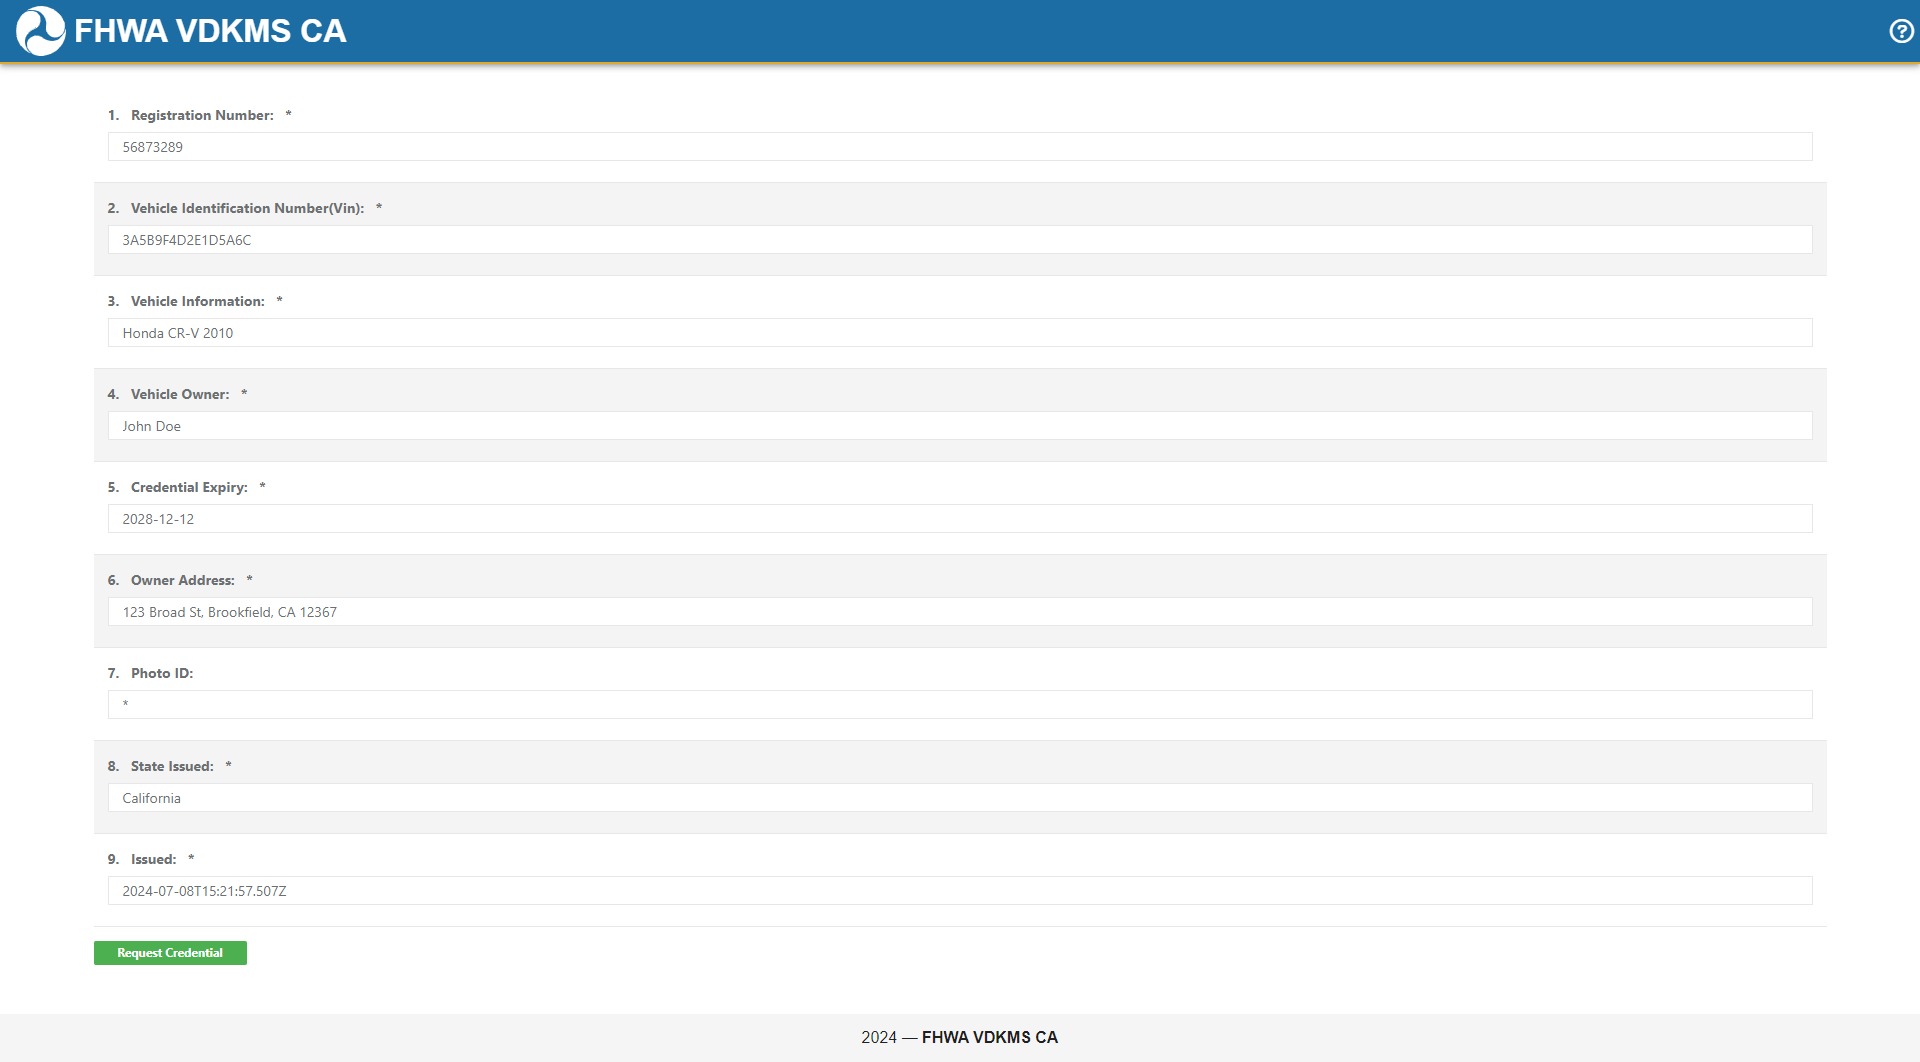 FHWA VDKMS CA
1. Registration Number: *
56873289
2. Vehicle Identification Number(Vin): *
3A5B9F4D2E1D5A6C
3. Vehicle Information: *
Honda CR-V 2010
4. Vehicle Owner: *
John Doe
5. Credential Expiry: *
2028-12-12
6. Owner Address: *
123 Broad St, Brookfield, CA 12367
7. Photo ID:
*
8. State Issued: *
California
9. Issued: *
2024-07-08T15:21:57.507Z
Request Credential
2024 — FHWA VDKMS CA